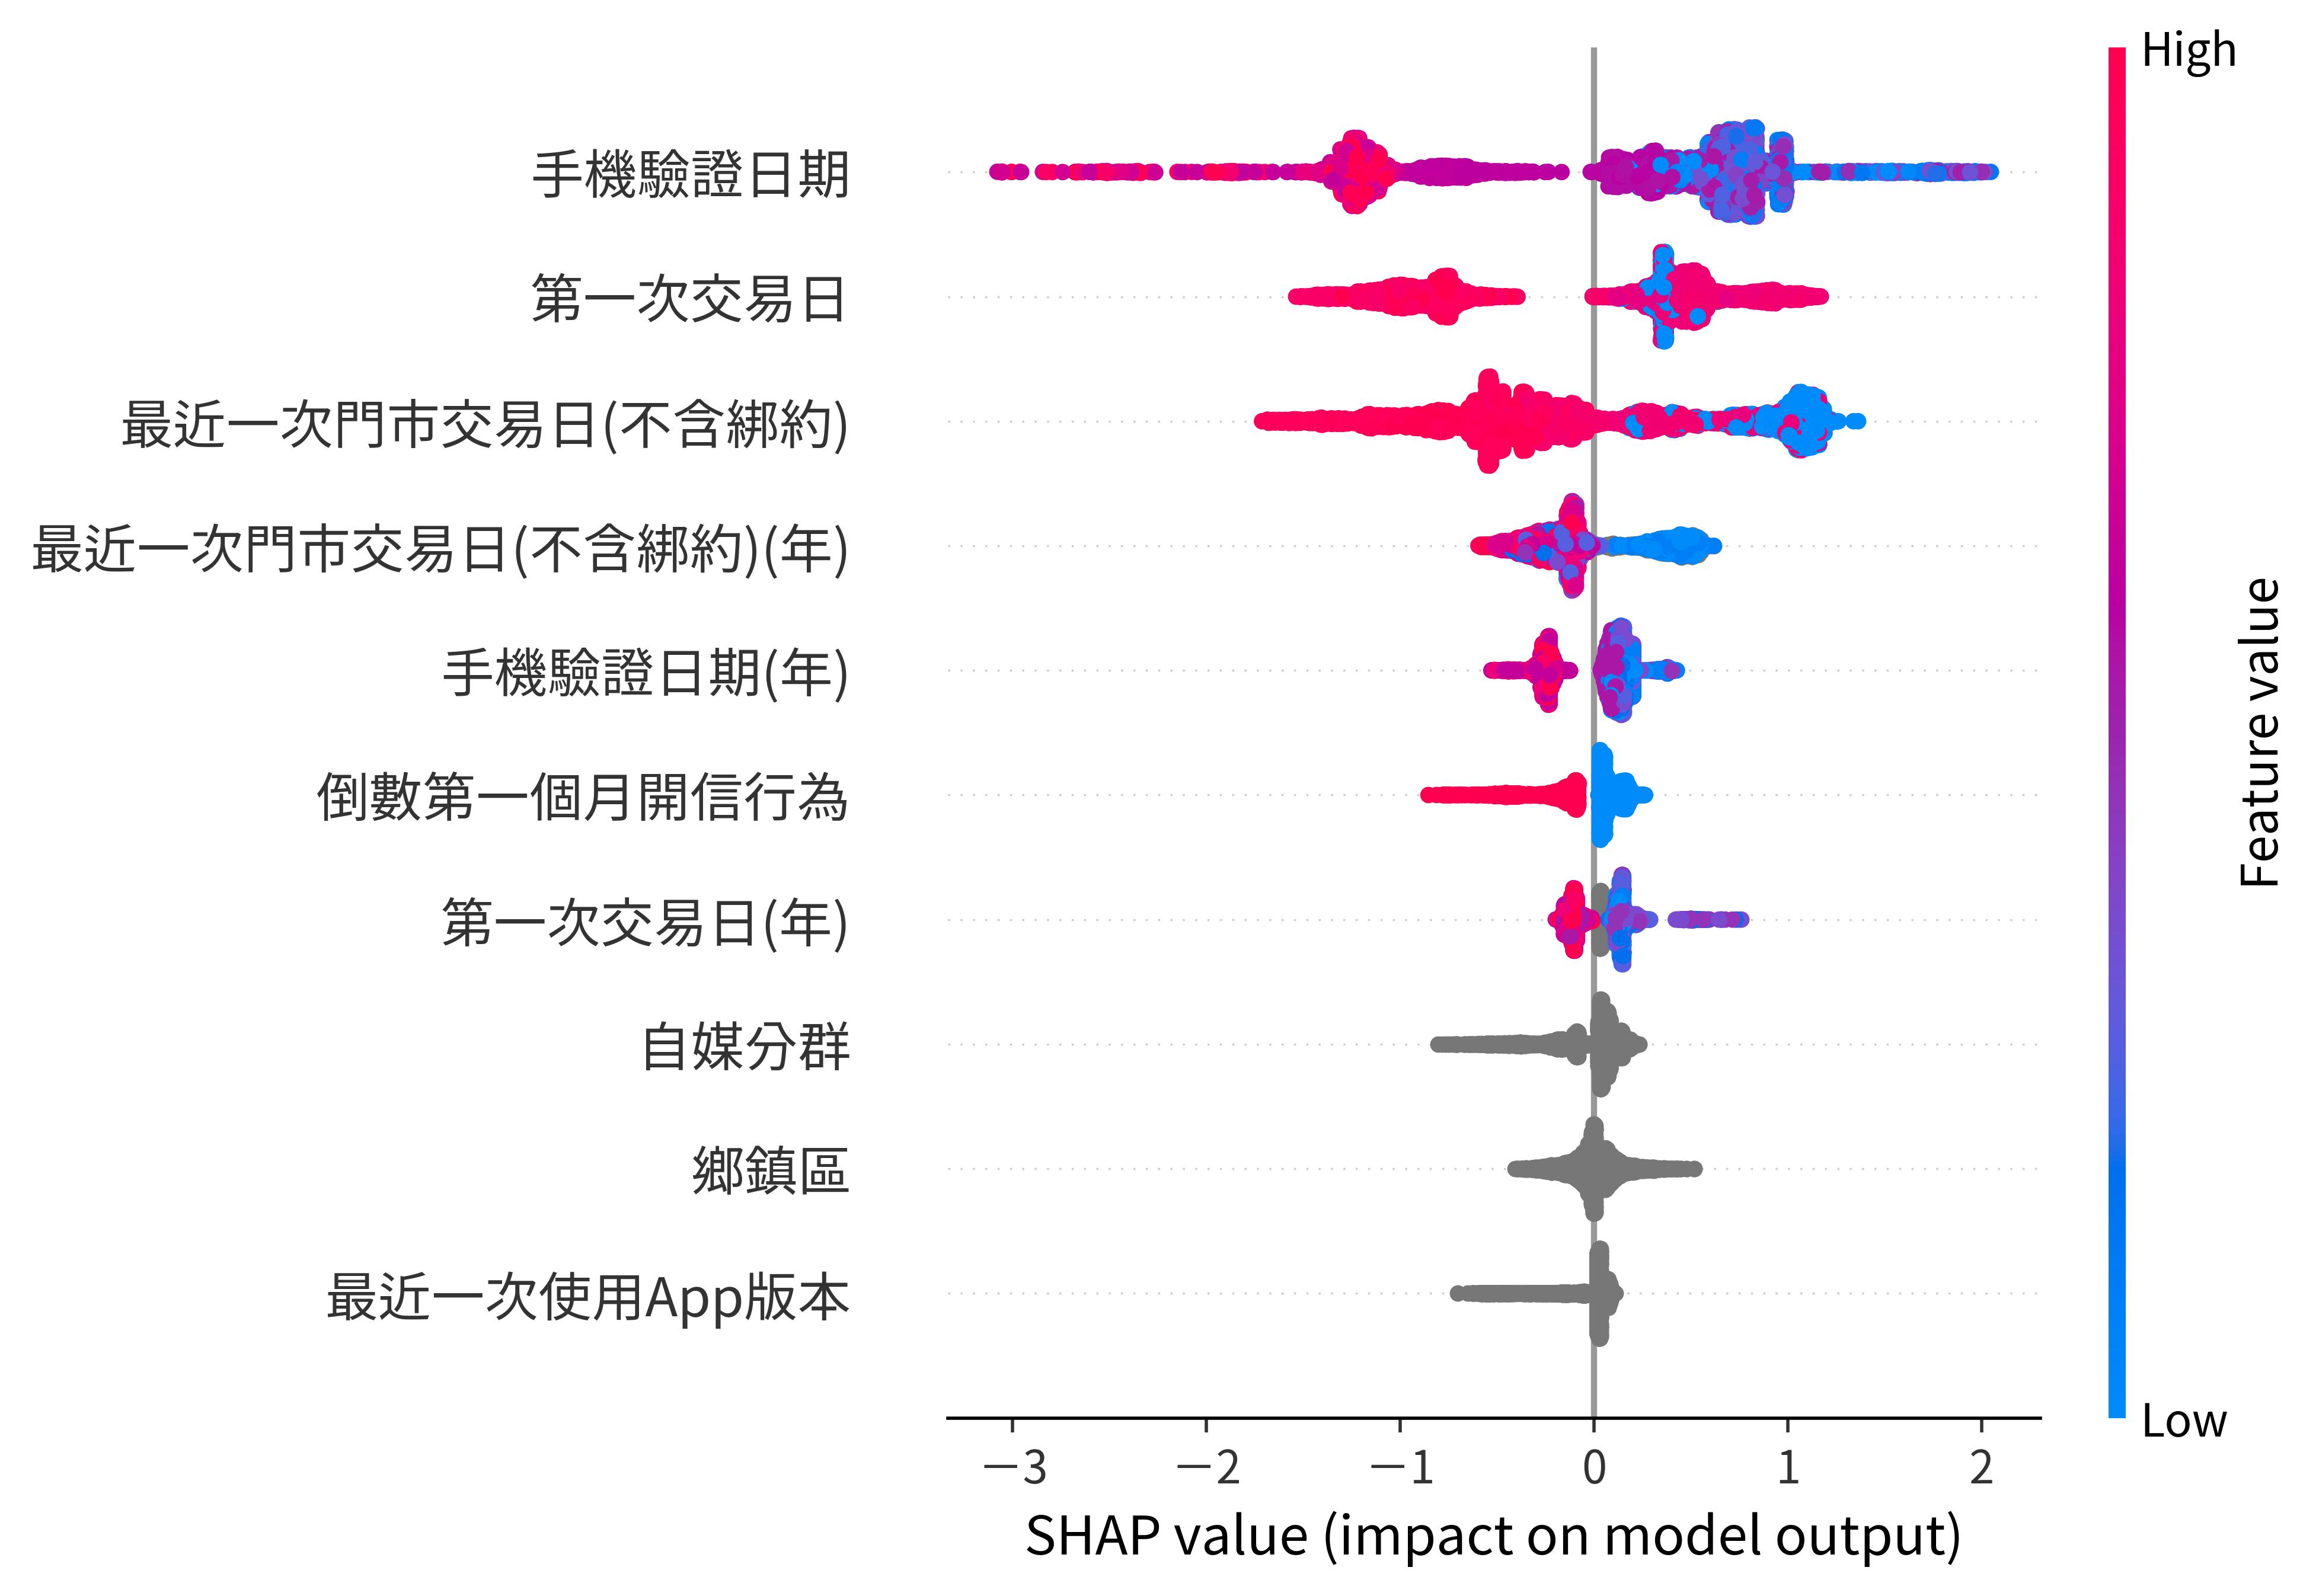 High
手機驗證日期
第一次交易日
最近一次門市交易日(不含綁約)
最近一次門市交易日(不含綁約)(年)
手機驗證日期(年)
倒數第一個月開信行為
第一次交易日(年)
自媒分群
鄉鎮區
最近一次使用App版本
Feature value
Low
−3 −2 −1 0 1 2
SHAP value (impact on model output)